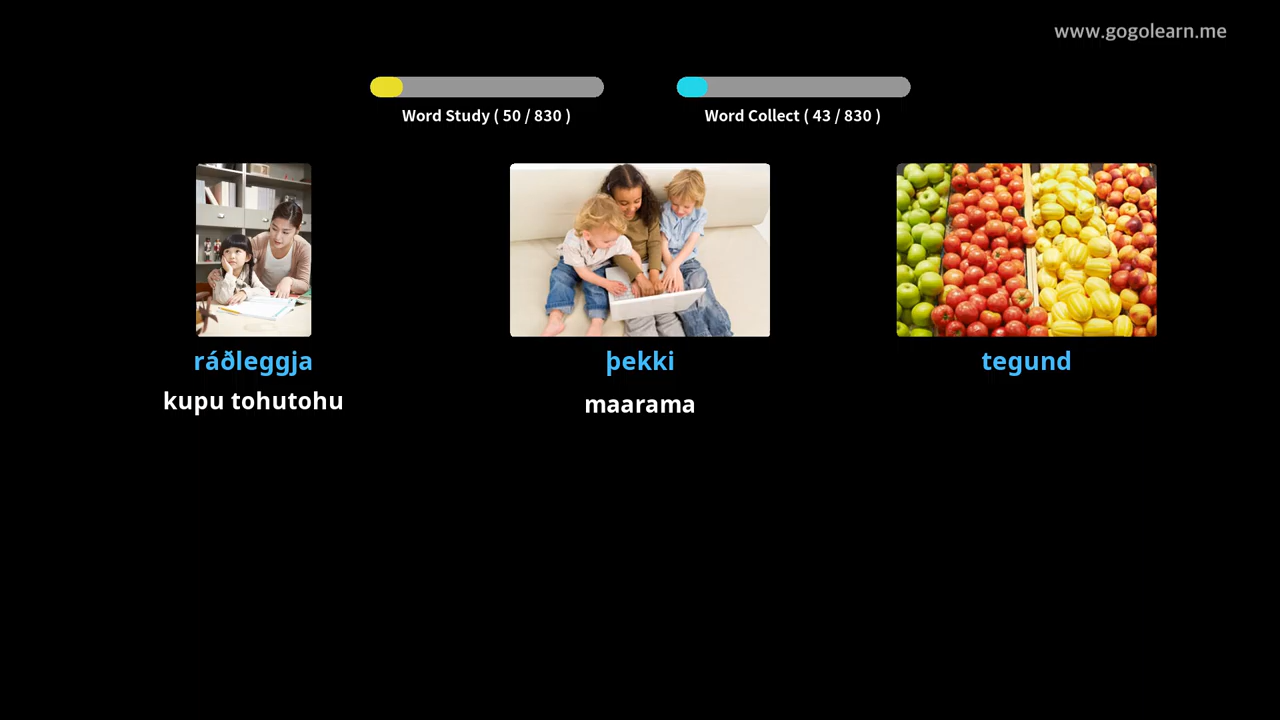 www.gogolearn.me
Word Study ( 50 / 830 )
Word Collect ( 43 / 830 )
ráðleggja
kupu tohutohu
þekki
maarama
tegund